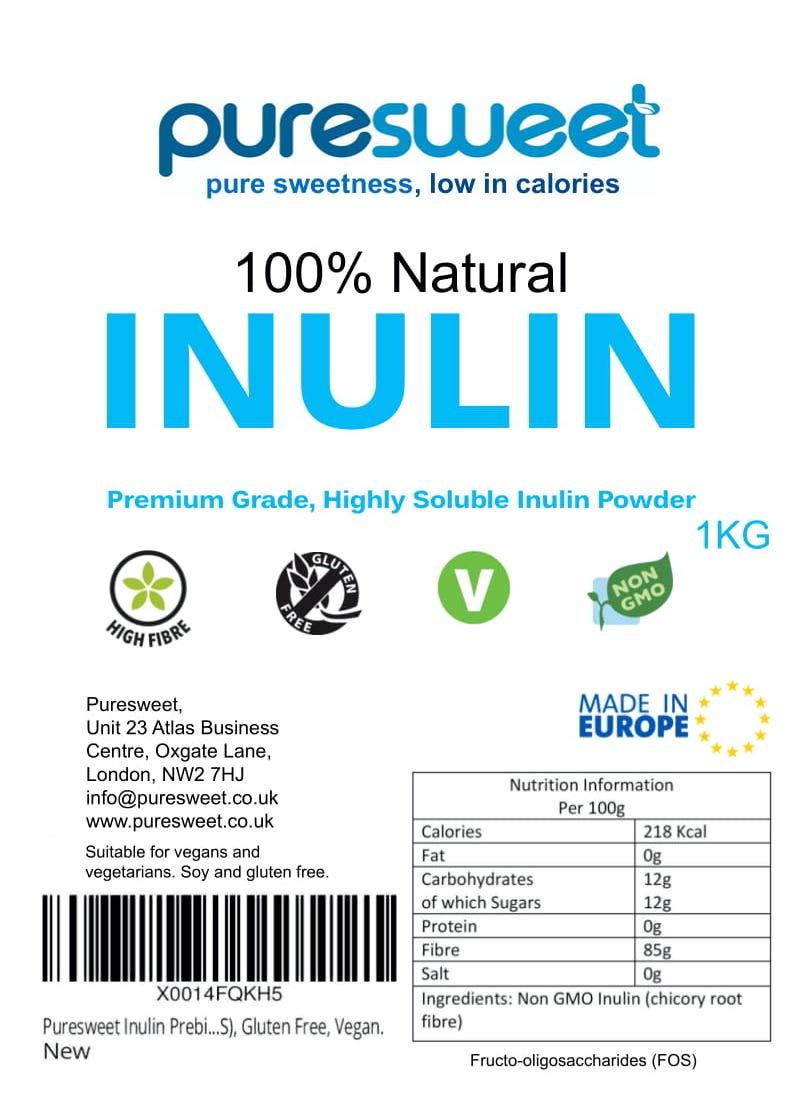 puresweet
pure sweetness, low in calories
100% Natural
INULIN
Premium Grade, Highly Soluble Inulin Powder
1KG
HIGH FIBRE
GLUTEN
FREE
V
NON
GMO
Puresweet,
Unit 23 Atlas Business
Centre, Oxgate Lane,
London, NW2 7HJ
info@puresweet.co.uk
www.puresweet.co.uk
Suitable for vegans and
vegetarians. Soy and gluten free.
X0014FQKH5
Puresweet Inulin Prebi...S), Gluten Free, Vegan.
New
MADE IN
EUROPE
Nutrition Information
Per 100g
Calories 218 Kcal
Fat 0g
Carbohydrates 12g
of which Sugars 12g
Protein 0g
Fibre 85g
Salt 0g
Ingredients: Non GMO Inulin (chicory root
fibre)
Fructo-oligosaccharides (FOS)